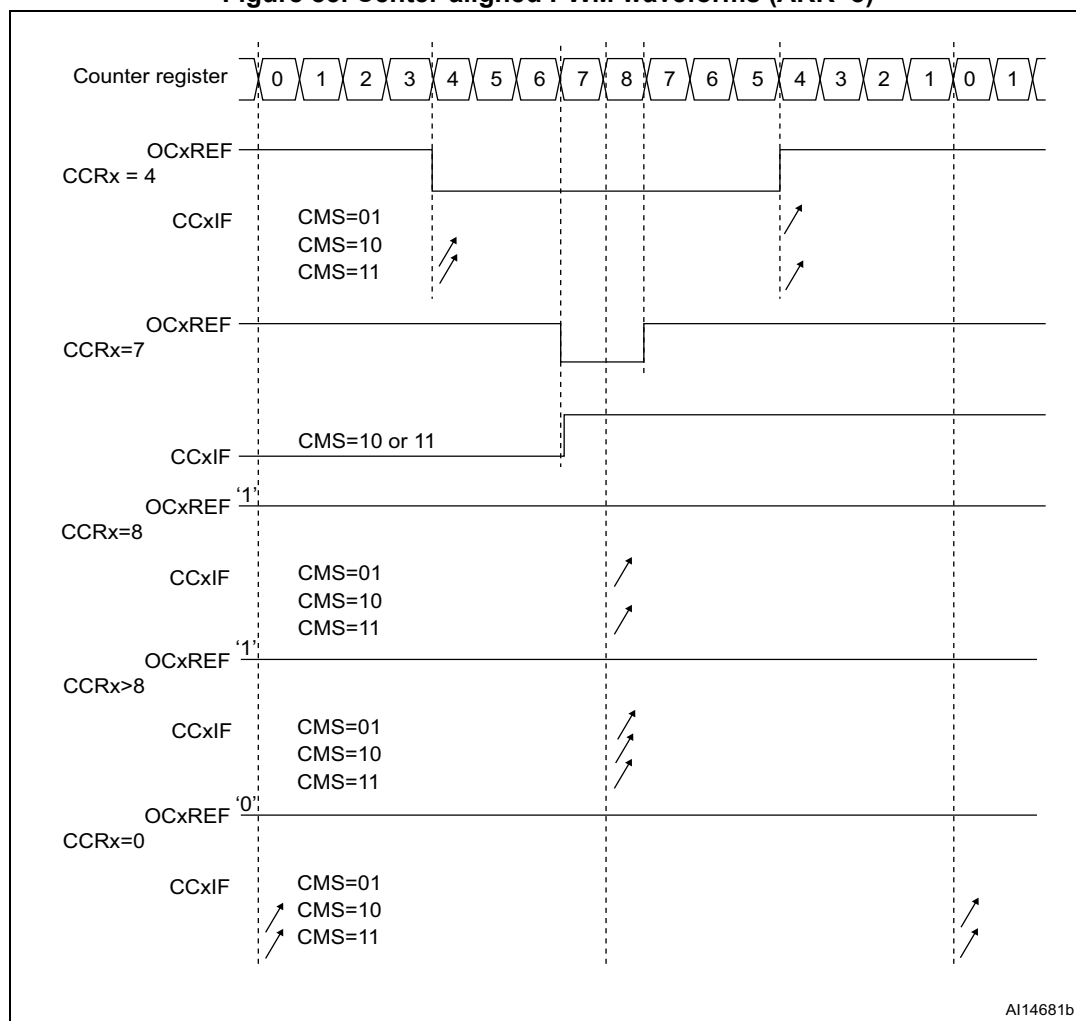 Counter register 0 1 2 3 4 5 6 7 8 7 6 5 4 3 2 1 0 1
OCxREF
CCRx = 4
CCxIF
CMS=01
CMS=10
CMS=11
OCxREF
CCRx=7
CMS=10 or 11
CCxIF
OCxREF '1'
CCRx=8
CCxIF
CMS=01
CMS=10
CMS=11
OCxREF '1'
CCRx>8
CCxIF
CMS=01
CMS=10
CMS=11
OCxREF '0'
CCRx=0
CCxIF
CMS=01
CMS=10
CMS=11
AI14681b